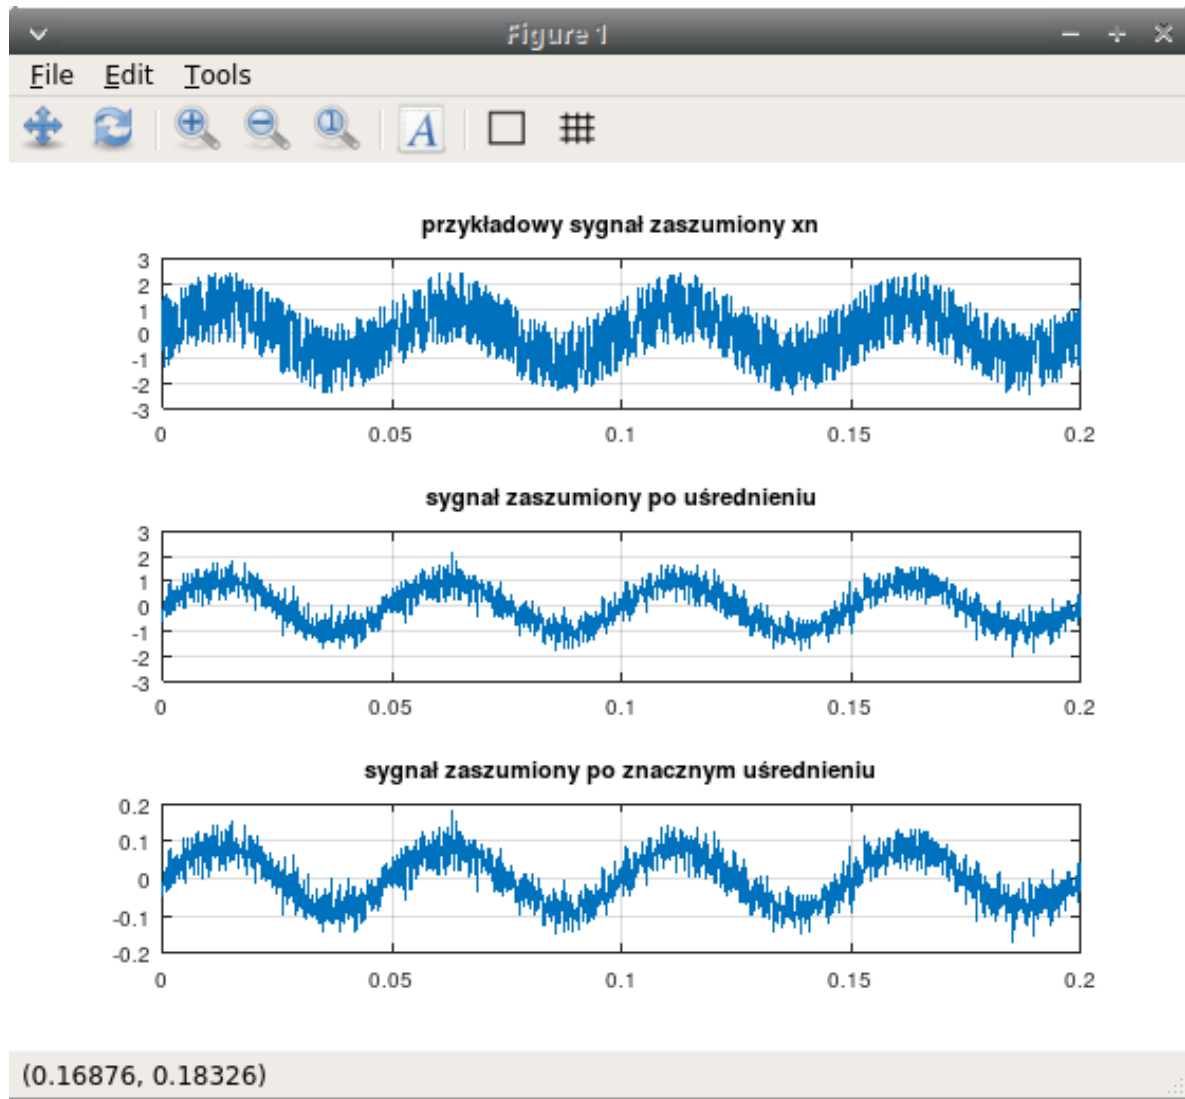 Figure 1
File Edit Tools
A
przykładowy sygnał zaszumiony xn
3
2
1
0
-1
-2
-3
0 0.05 0.1 0.15 0.2
sygnał zaszumiony po uśrednieniu
3
2
1
0
-1
-2
-3
0 0.05 0.1 0.15 0.2
sygnał zaszumiony po znacznym uśrednieniu
0.2
0.1
0
-0.1
-0.2
0 0.05 0.1 0.15 0.2
(0.16876, 0.18326)